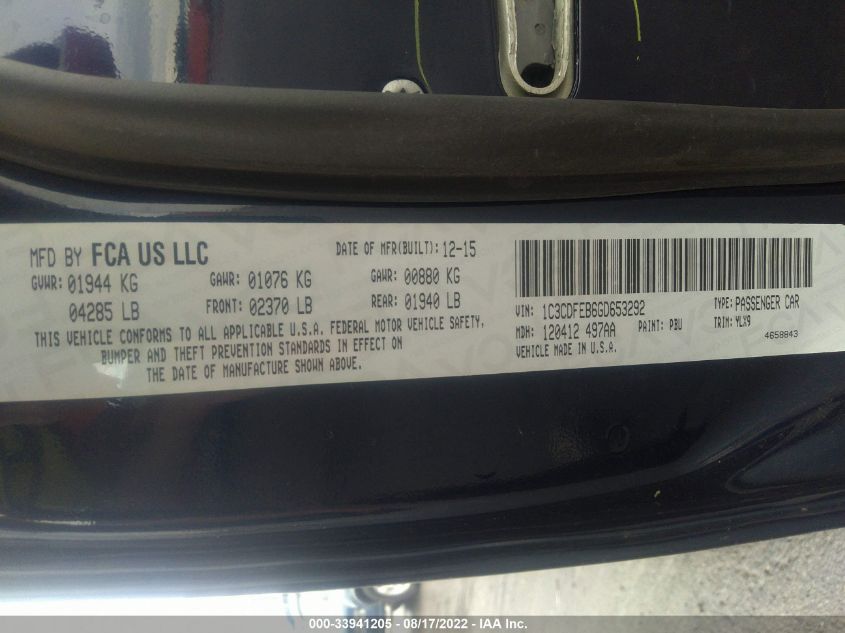 MFD BY FCA US LLC
DATE OF MFR(BUILT): 12-15
GVWR: 01944 KG
GAWR: 01076 KG
GAWR: 00880 KG
04285 LB
FRONT: 02370 LB
REAR: 01940 LB
THIS VEHICLE CONFORMS TO ALL APPLICABLE U.S.A. FEDERAL MOTOR VEHICLE SAFETY,
BUMPER AND THEFT PREVENTION STANDARDS IN EFFECT ON
THE DATE OF MANUFACTURE SHOWN ABOVE.
VIN: 1C3CDFEB6GD653292
TYPE: PASSENGER CAR
MDH: 120412 497AA
PAINT: PBU
TRIM: YLX9
VEHICLE MADE IN U.S.A.
4658843
000-33941205 - 08/17/2022 - IAA Inc.